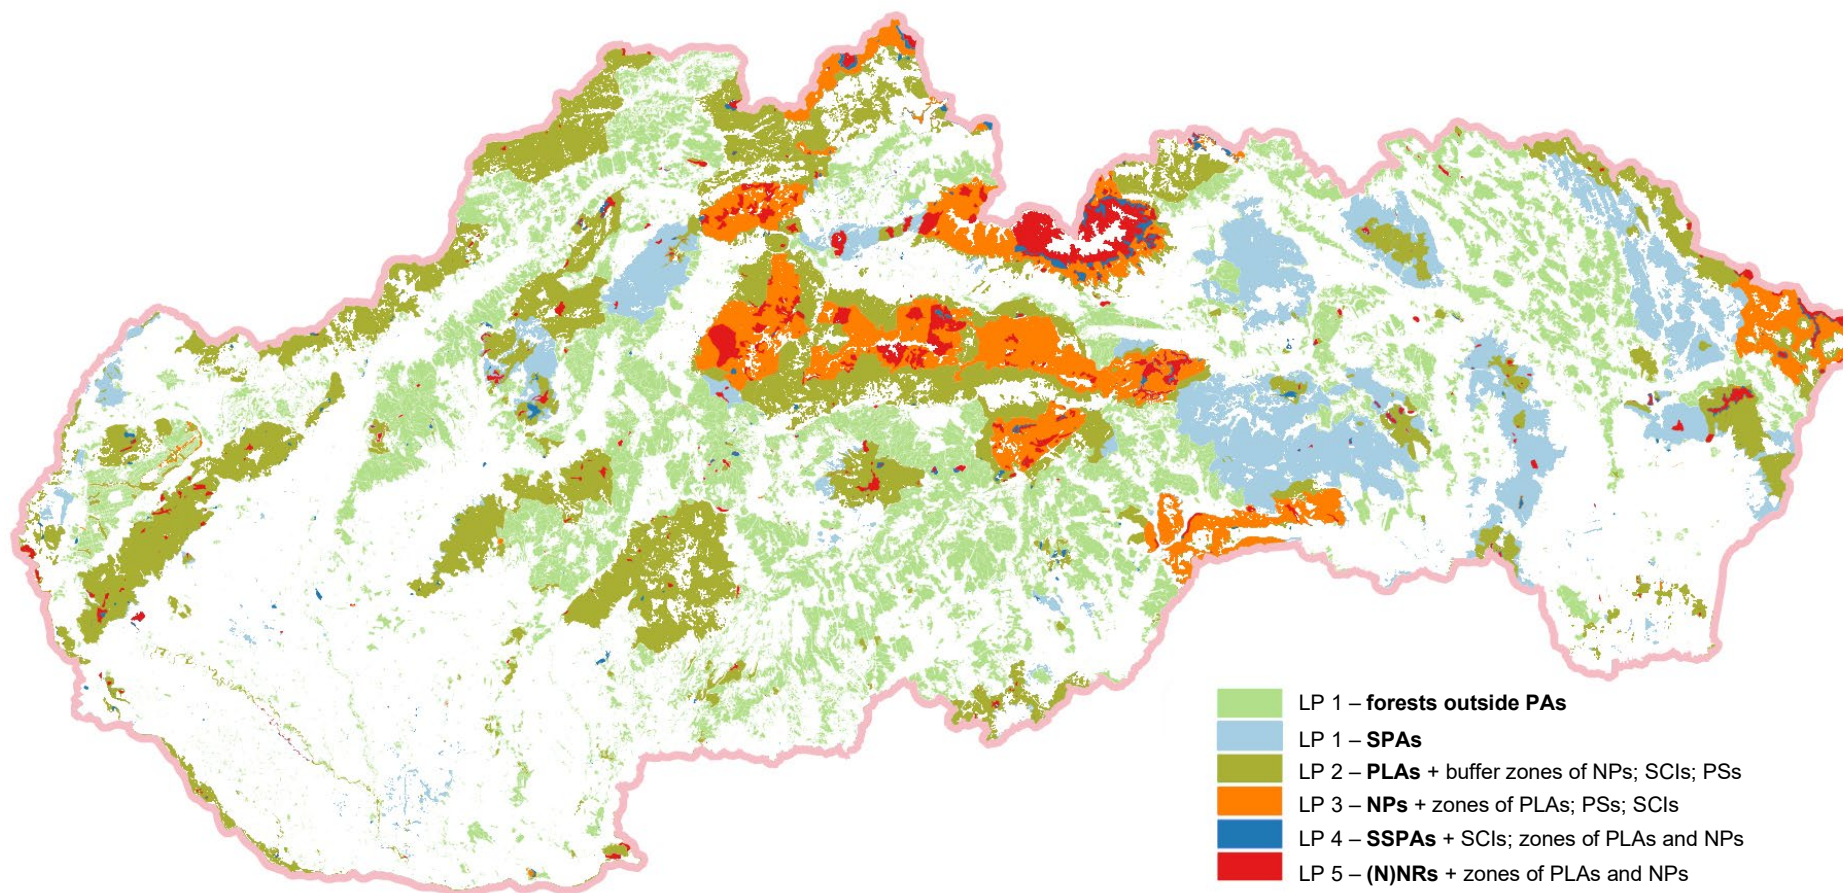 LP 1 – forests outside PAs
LP 1 – SPAs
LP 2 – PLAs + buffer zones of NPs; SCIs; PSs
LP 3 – NPs + zones of PLAs; PSs; SCIs
LP 4 – SSPAs + SCIs; zones of PLAs and NPs
LP 5 – (N)NRs + zones of PLAs and NPs